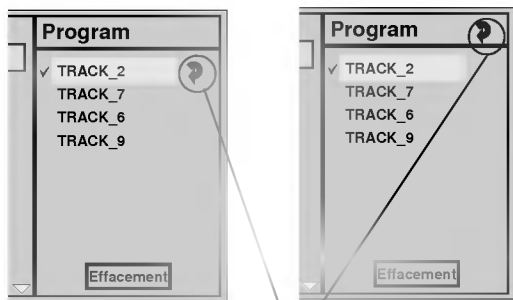 Program
✓ TRACK_2
TRACK_7
TRACK_6
TRACK_9
Effacement
Program
✓ TRACK_2
TRACK_7
TRACK_6
TRACK_9
Effacement